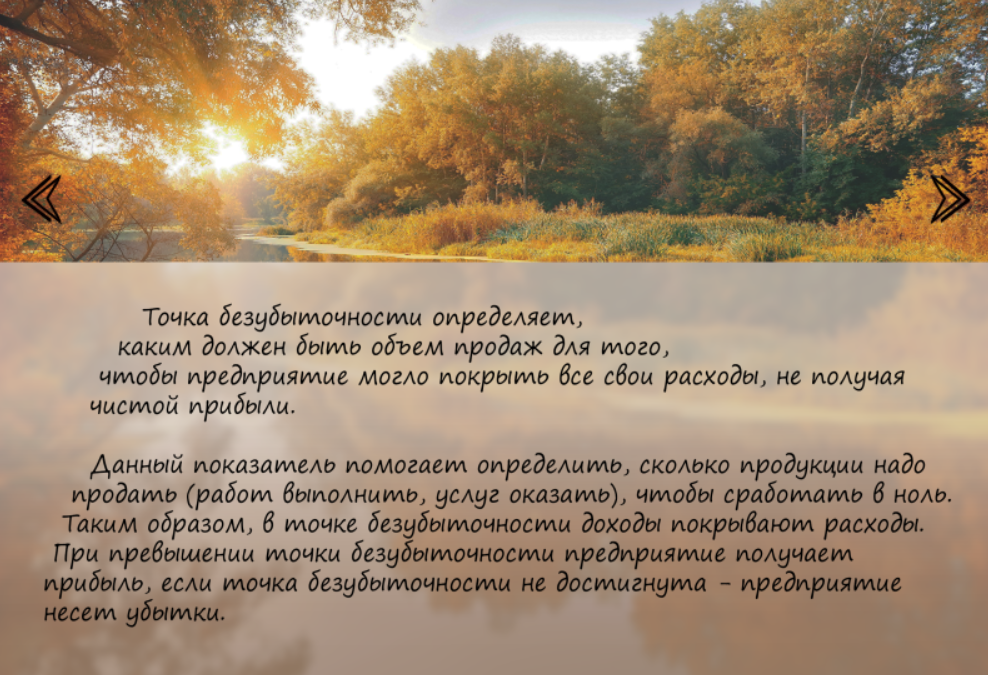 Точка безубыточности определяет,
каким должен быть объем продаж для того,
чтобы предприятие могло покрыть все свои расходы, не получая
чистой прибыли.
Данный показатель помогает определить, сколько продукции надо
продать (работ выполнить, услуг оказать), чтобы сработать в ноль.
Таким образом, в точке безубыточности доходы покрывают расходы.
При превышении точки безубыточности предприятие получает
прибыль, если точка безубыточности не достигнута - предприятие
несет убытки.